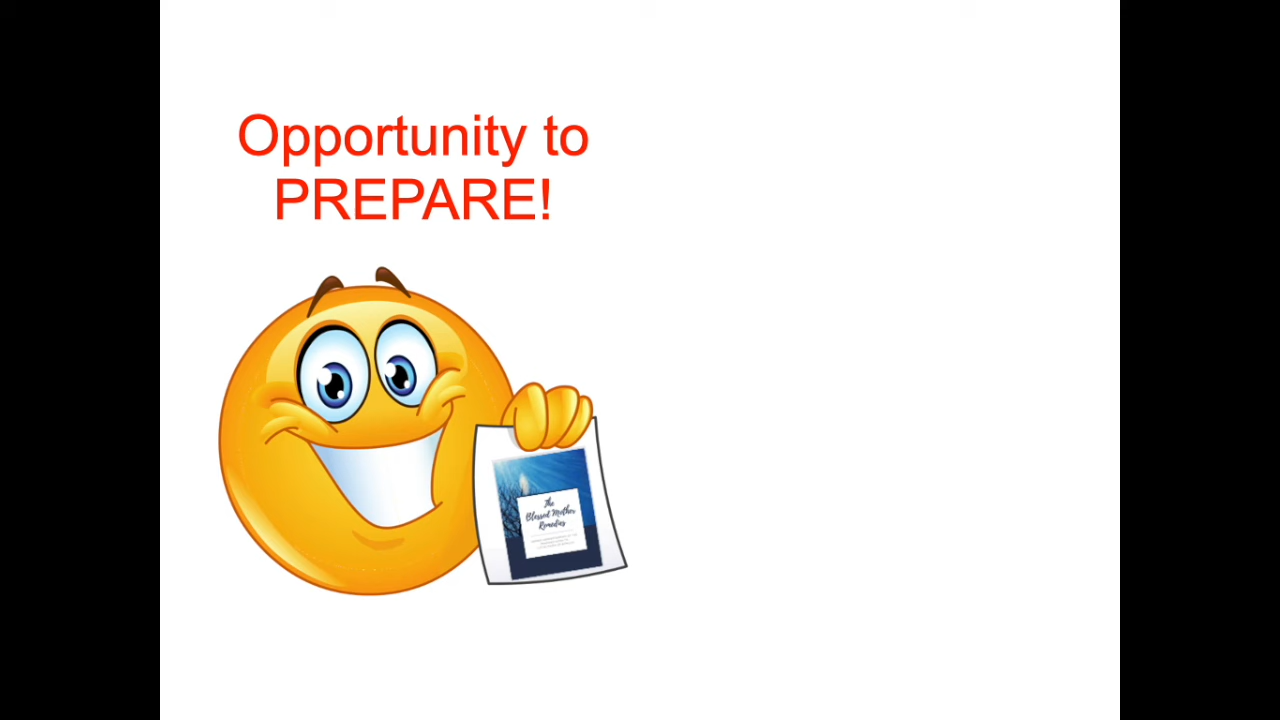 Opportunity to
PREPARE!
The
Blessed Mother
Remedies